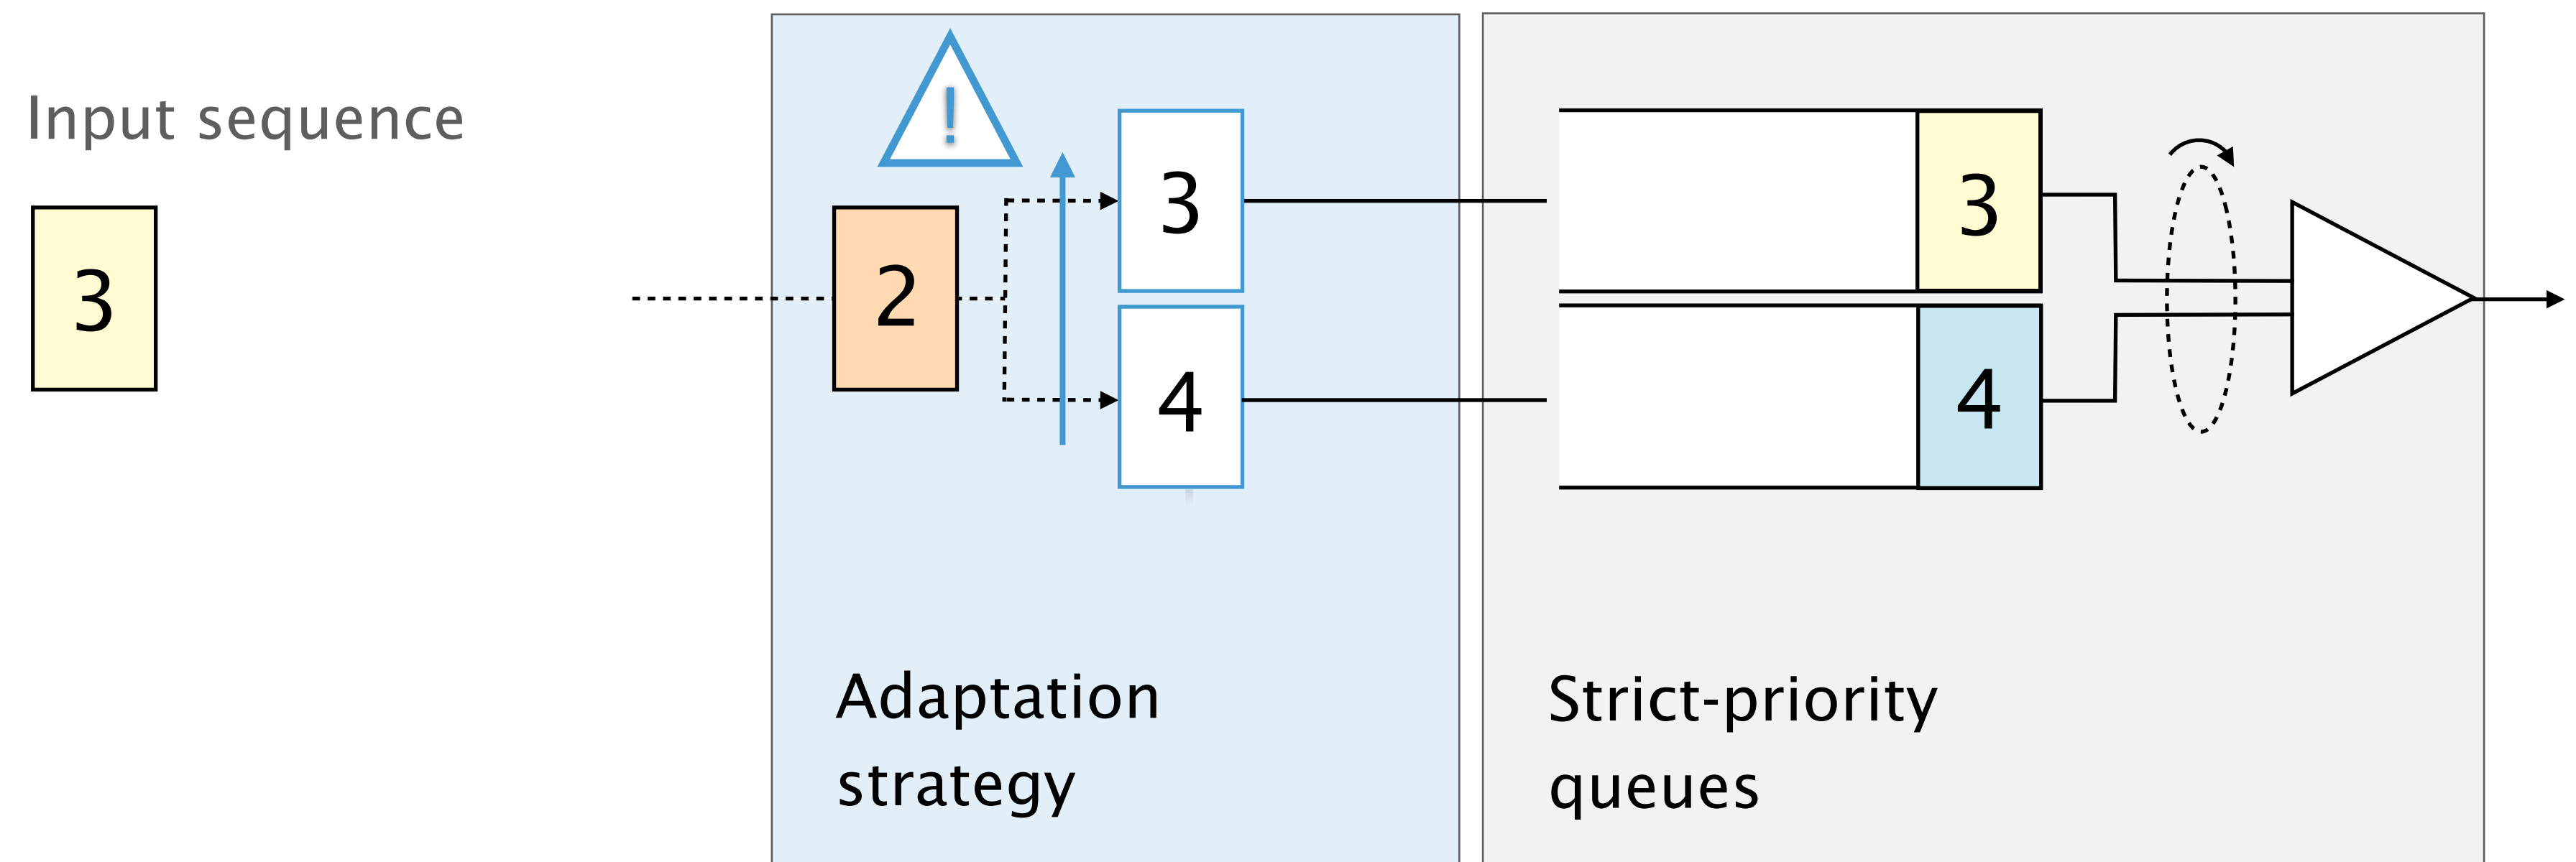 Input sequence
!
3
2
3
4
3
4
Adaptation
strategy
Strict-priority
queues